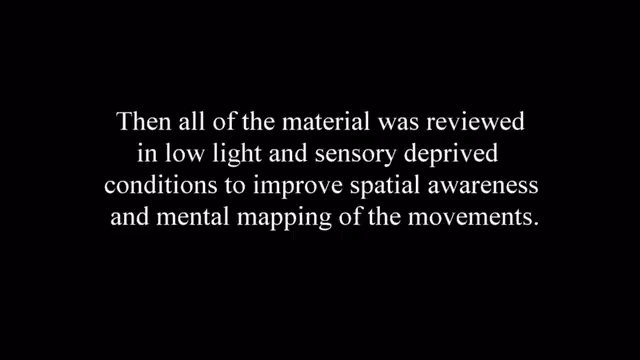 Then all of the material was reviewed
in low light and sensory deprived
conditions to improve spatial awareness
and mental mapping of the movements.